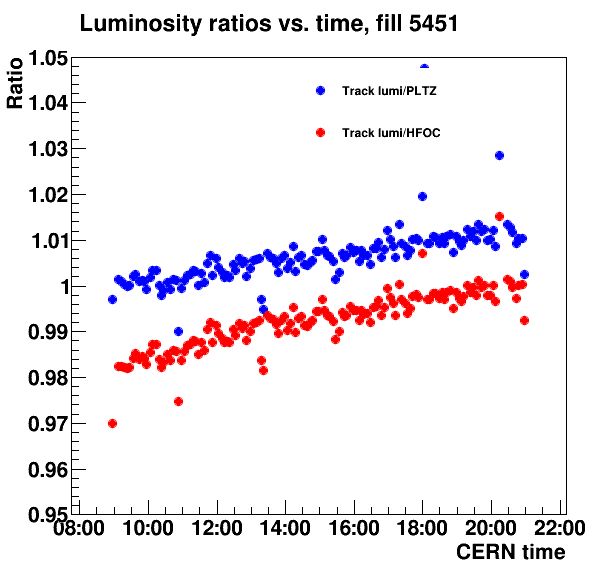 Luminosity ratios vs. time, fill 5451
Ratio
1.05
1.04
1.03
1.02
1.01
1
0.99
0.98
0.97
0.96
0.95
Track lumi/PLTZ
Track lumi/HFOC
08:00 10:00 12:00 14:00 16:00 18:00 20:00 22:00
CERN time